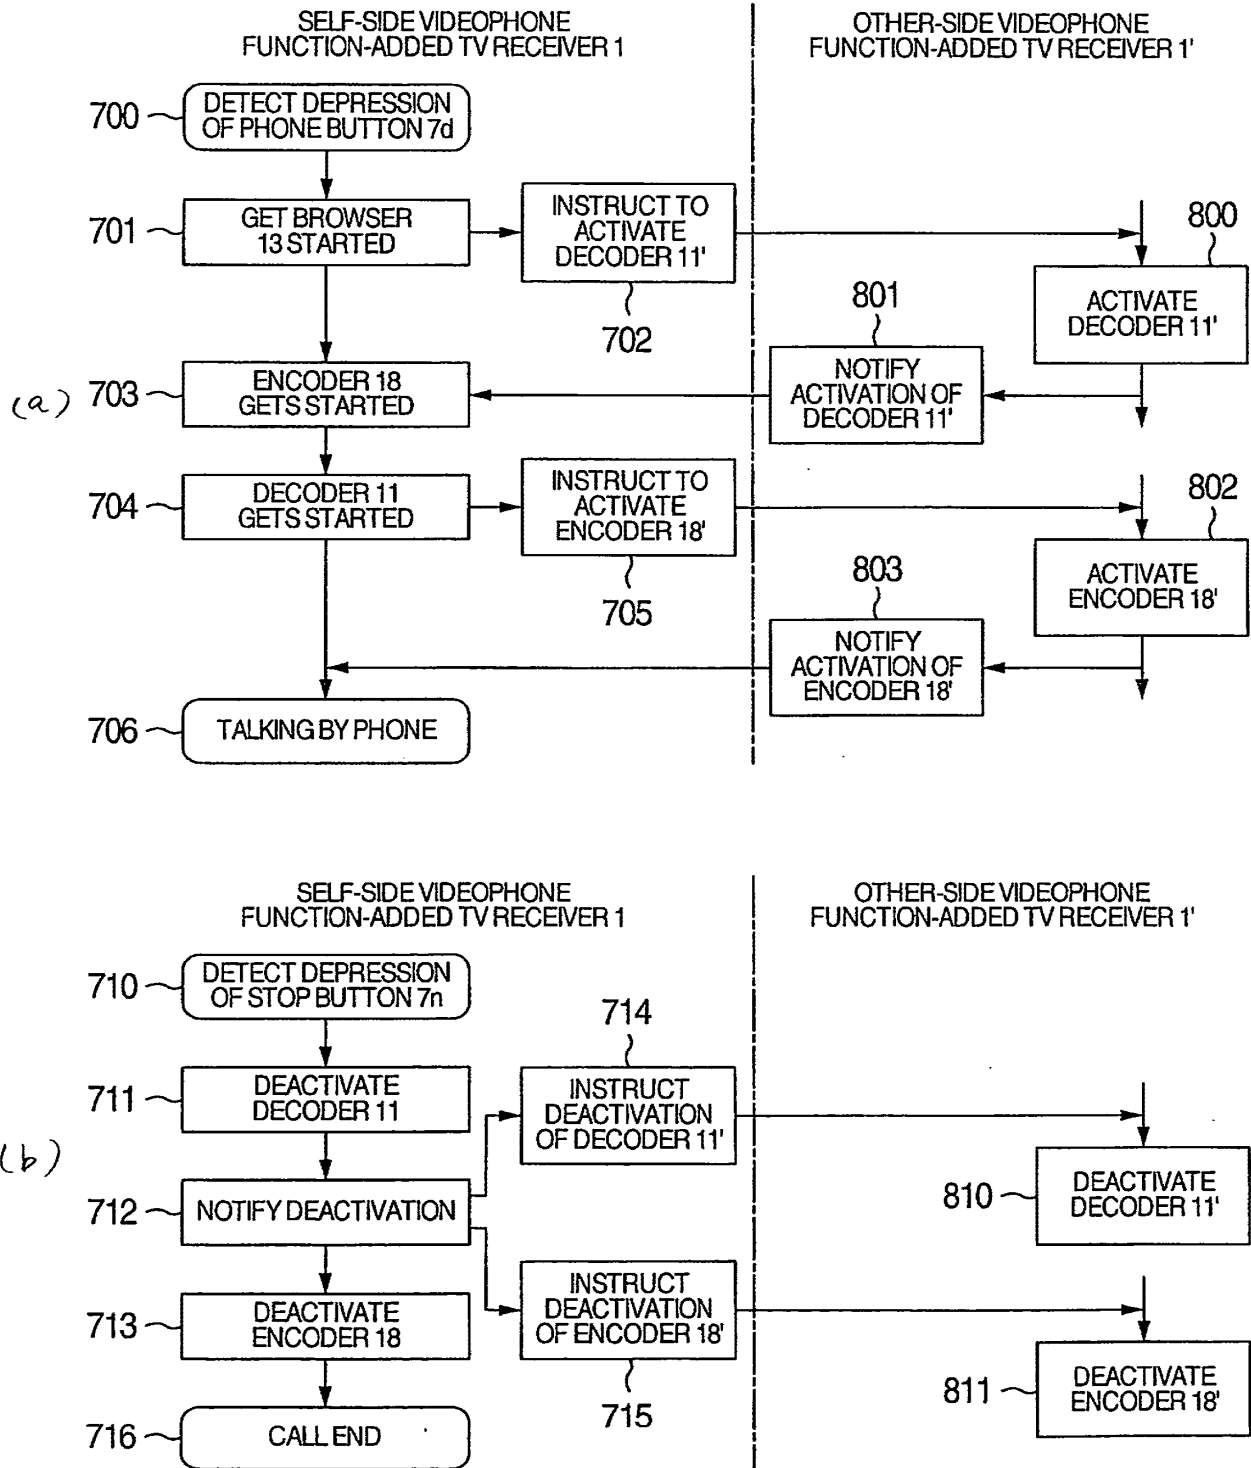 SELF-SIDE VIDEOPHONE
FUNCTION-ADDED TV RECEIVER 1
OTHER-SIDE VIDEOPHONE
FUNCTION-ADDED TV RECEIVER 1'
700
DETECT DEPRESSION
OF PHONE BUTTON 7d
701
GET BROWSER
13 STARTED
INSTRUCT TO
ACTIVATE
DECODER 11'
702
800
ACTIVATE
DECODER 11'
801
NOTIFY
ACTIVATION OF
DECODER 11'
(a)
703
ENCODER 18
GETS STARTED
704
DECODER 11
GETS STARTED
INSTRUCT TO
ACTIVATE
ENCODER 18'
705
802
ACTIVATE
ENCODER 18'
803
NOTIFY
ACTIVATION OF
ENCODER 18'
706
TALKING BY PHONE
SELF-SIDE VIDEOPHONE
FUNCTION-ADDED TV RECEIVER 1
OTHER-SIDE VIDEOPHONE
FUNCTION-ADDED TV RECEIVER 1'
710
DETECT DEPRESSION
OF STOP BUTTON 7n
711
DEACTIVATE
DECODER 11
714
INSTRUCT
DEACTIVATION
OF DECODER 11'
(b)
712
NOTIFY DEACTIVATION
810
DEACTIVATE
DECODER 11'
713
DEACTIVATE
ENCODER 18
INSTRUCT
DEACTIVATION
OF ENCODER 18'
715
811
DEACTIVATE
ENCODER 18'
716
CALL END